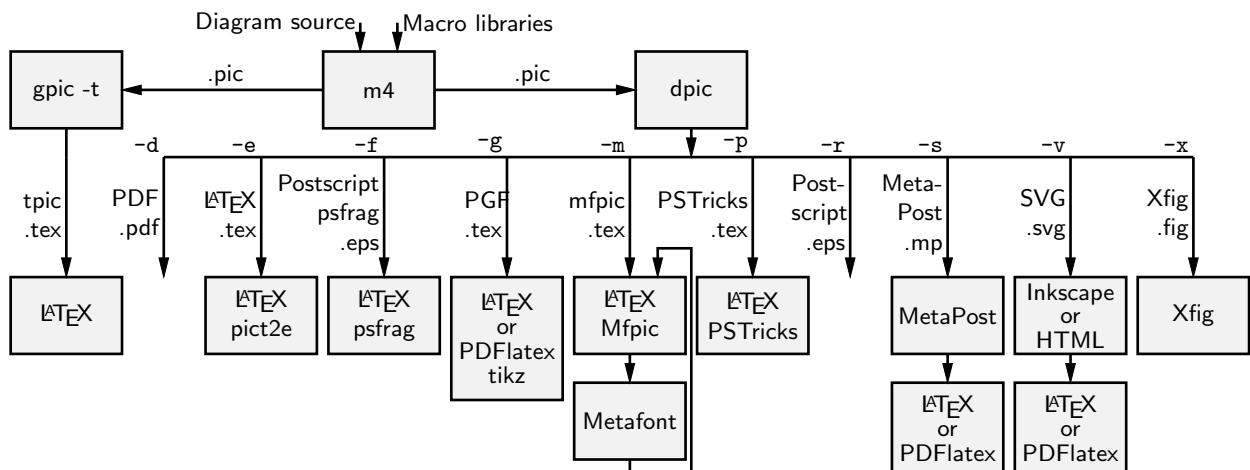 Diagram source
Macro libraries
gpic -t
.pic
m4
.pic
dpic
-d
-e
-f
-g
-m
-p
-r
-s
-v
-x
tpic
.tex
PDF
.pdf
LATEX
.tex
Postscript
psfrag
.eps
PGF
.tex
mfpic
.tex
PSTricks
.tex
Post-
script
.eps
Meta-
Post
.mp
SVG
.svg
Xfig
.fig
LATEX
LATEX
pict2e
LATEX
psfrag
LATEX
or
PDFlatex
tikz
LATEX
Mfpic
LATEX
PSTricks
MetaPost
Inkscape
or
HTML
Xfig
Metafont
LATEX
or
PDFlatex
LATEX
or
PDFlatex